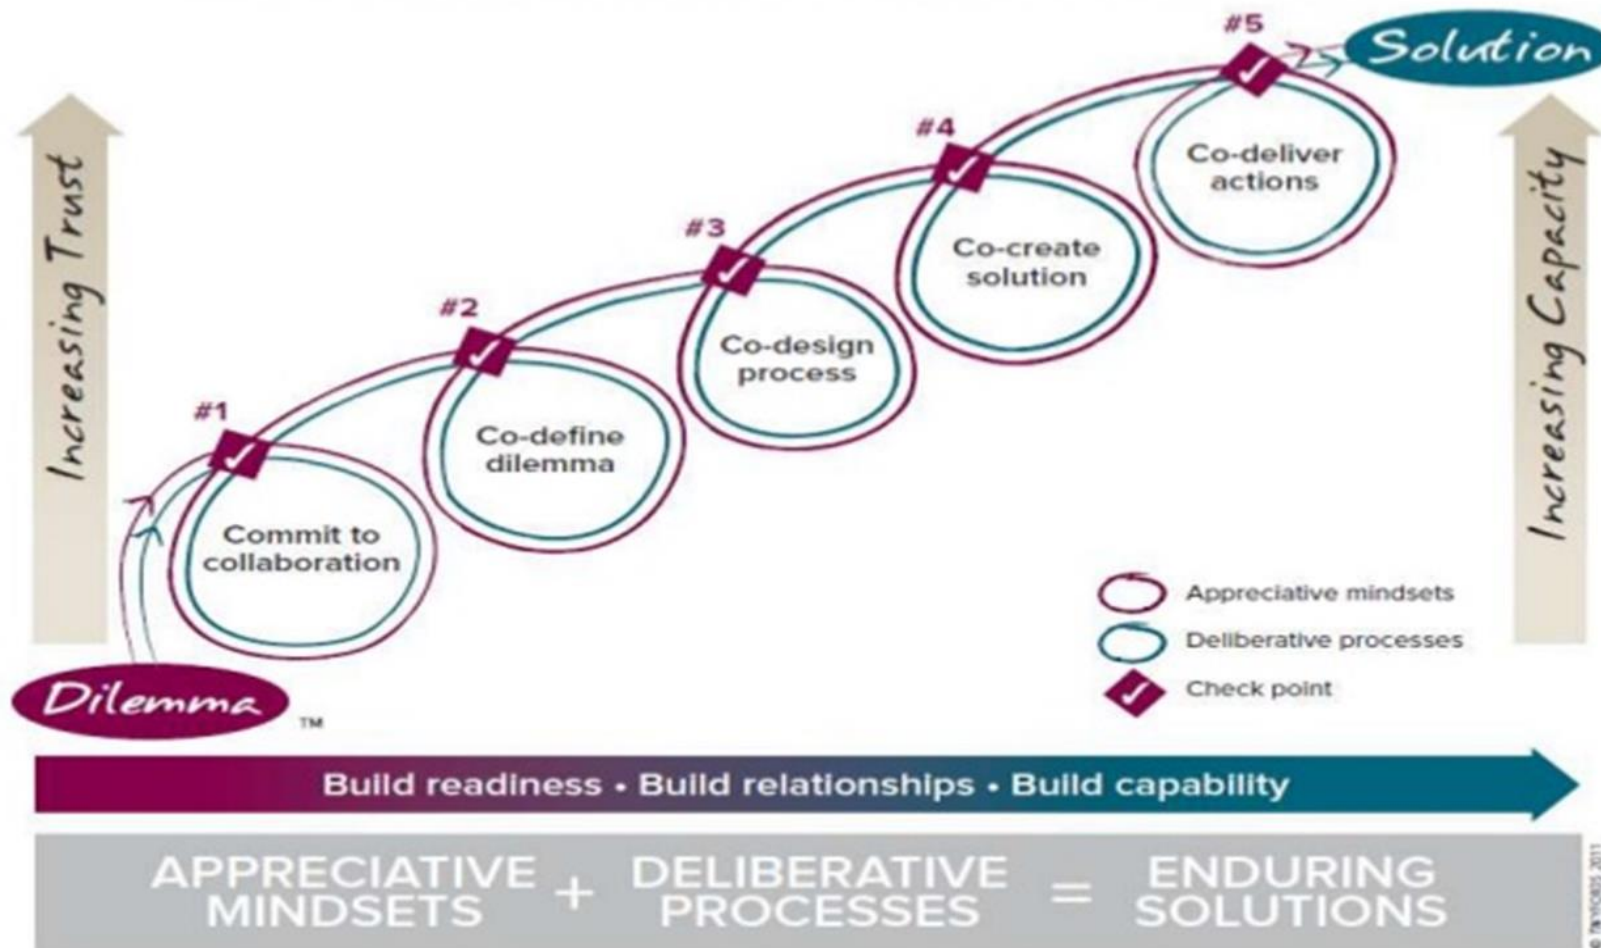 #5
Solution
#4
Co-deliver
actions
#3
Co-create
solution
#2
Co-design
process
#1
Co-define
dilemma
Commit to
collaboration
Increasing Trust
Increasing Capacity
Appreciative mindsets
Deliberative processes
Check point
Dilemma
TM
Build readiness • Build relationships • Build capability
APPRECIATIVE
MINDSETS
+
DELIBERATIVE
PROCESSES
=
ENDURING
SOLUTIONS
© TWYFORDS 2011